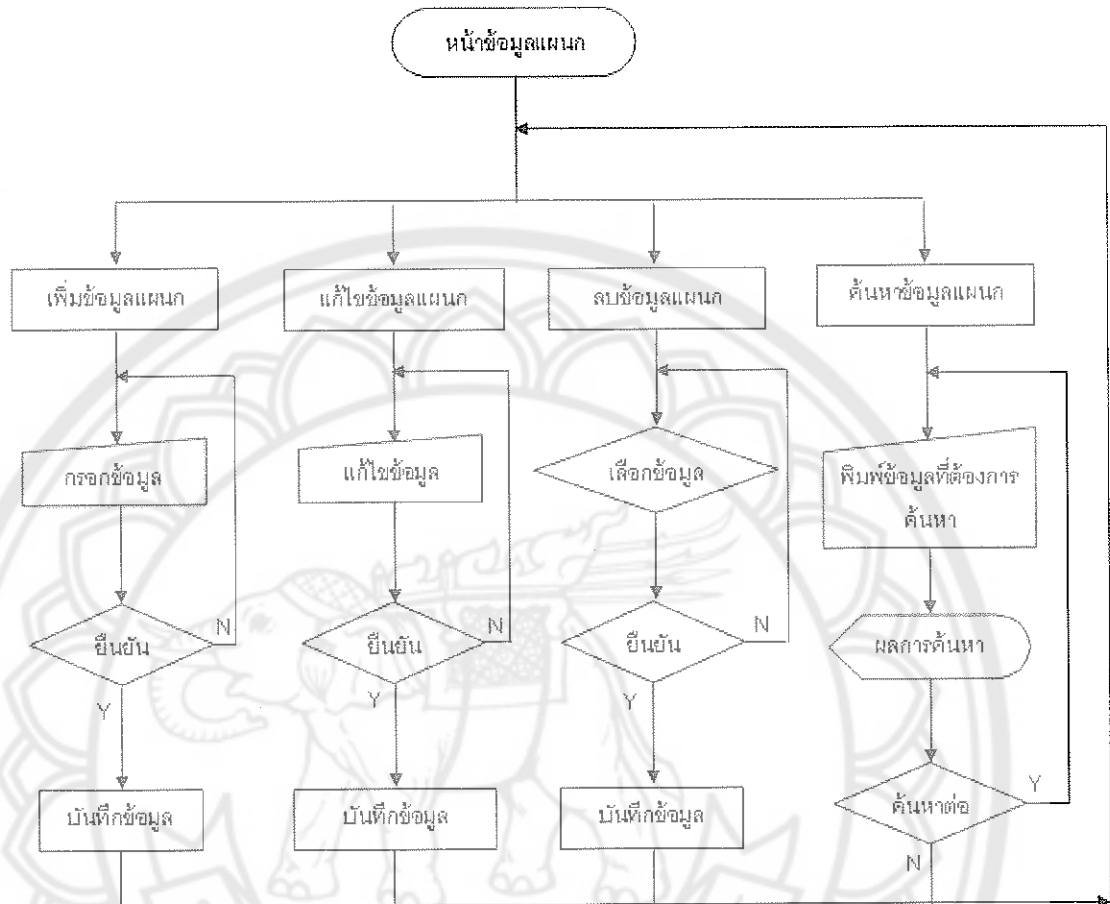 หน้าข้อมูลแผนก
เพิ่มข้อมูลแผนก
แก้ไขข้อมูลแผนก
ลบข้อมูลแผนก
ค้นหาข้อมูลแผนก
กรอกข้อมูล
แก้ไขข้อมูล
เลือกข้อมูล
พิมพ์ข้อมูลที่ต้องการ
ค้นหา
ยืนยัน
N
ยืนยัน
N
ยืนยัน
N
ผลการค้นหา
Y
Y
Y
บันทึกข้อมูล
บันทึกข้อมูล
บันทึกข้อมูล
ค้นหาต่อ
Y
N